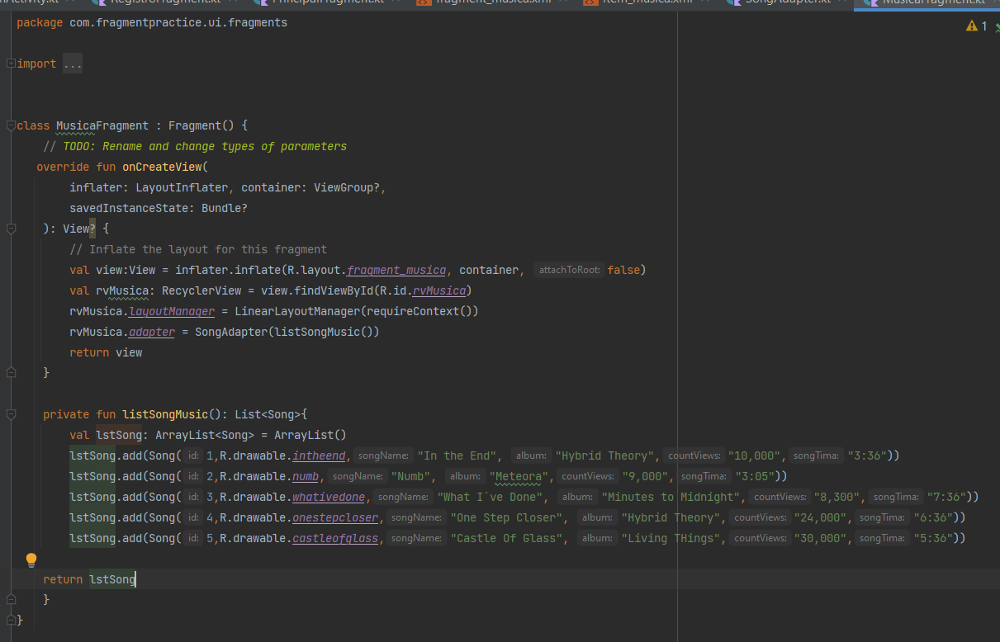 nActivity.kt RegistroFragment.kt PrincipalFragment.kt fragment_musica.xml item_musica.xml SongAdapter.kt MusicaFragment.kt
package com.fragmentpractice.ui.fragments
1
import ...
class MusicaFragment : Fragment() {
// TODO: Rename and change types of parameters
override fun onCreateView(
inflater: LayoutInflater, container: ViewGroup?,
savedInstanceState: Bundle?
): View? {
// Inflate the layout for this fragment
val view:View = inflater.inflate(R.layout.fragment_musica, container, attachToRoot: false)
val rvMusica: RecyclerView = view.findViewById(R.id.rvMusica)
rvMusica.layoutManager = LinearLayoutManager(requireContext())
rvMusica.adapter = SongAdapter(listSongMusic())
return view
}
private fun listSongMusic(): List<Song>{
val lstSong: ArrayList<Song> = ArrayList()
lstSong.add(Song( id: 1,R.drawable.intheend, songName: "In the End", album: "Hybrid Theory", countViews: "10,000", songTima: "3:36"))
lstSong.add(Song( id: 2,R.drawable.numb, songName: "Numb", album: "Meteora", countViews: "9,000", songTima: "3:05"))
lstSong.add(Song( id: 3,R.drawable.whativedone, songName: "What I´ve Done", album: "Minutes to Midnight", countViews: "8,300", songTima: "7:36"))
lstSong.add(Song( id: 4,R.drawable.onestepcloser, songName: "One Step Closer", album: "Hybrid Theory", countViews: "24,000", songTima: "6:36"))
lstSong.add(Song( id: 5,R.drawable.castleofglass, songName: "Castle Of Glass", album: "Living THings", countViews: "30,000", songTima: "5:36"))
return lstSong
}
}